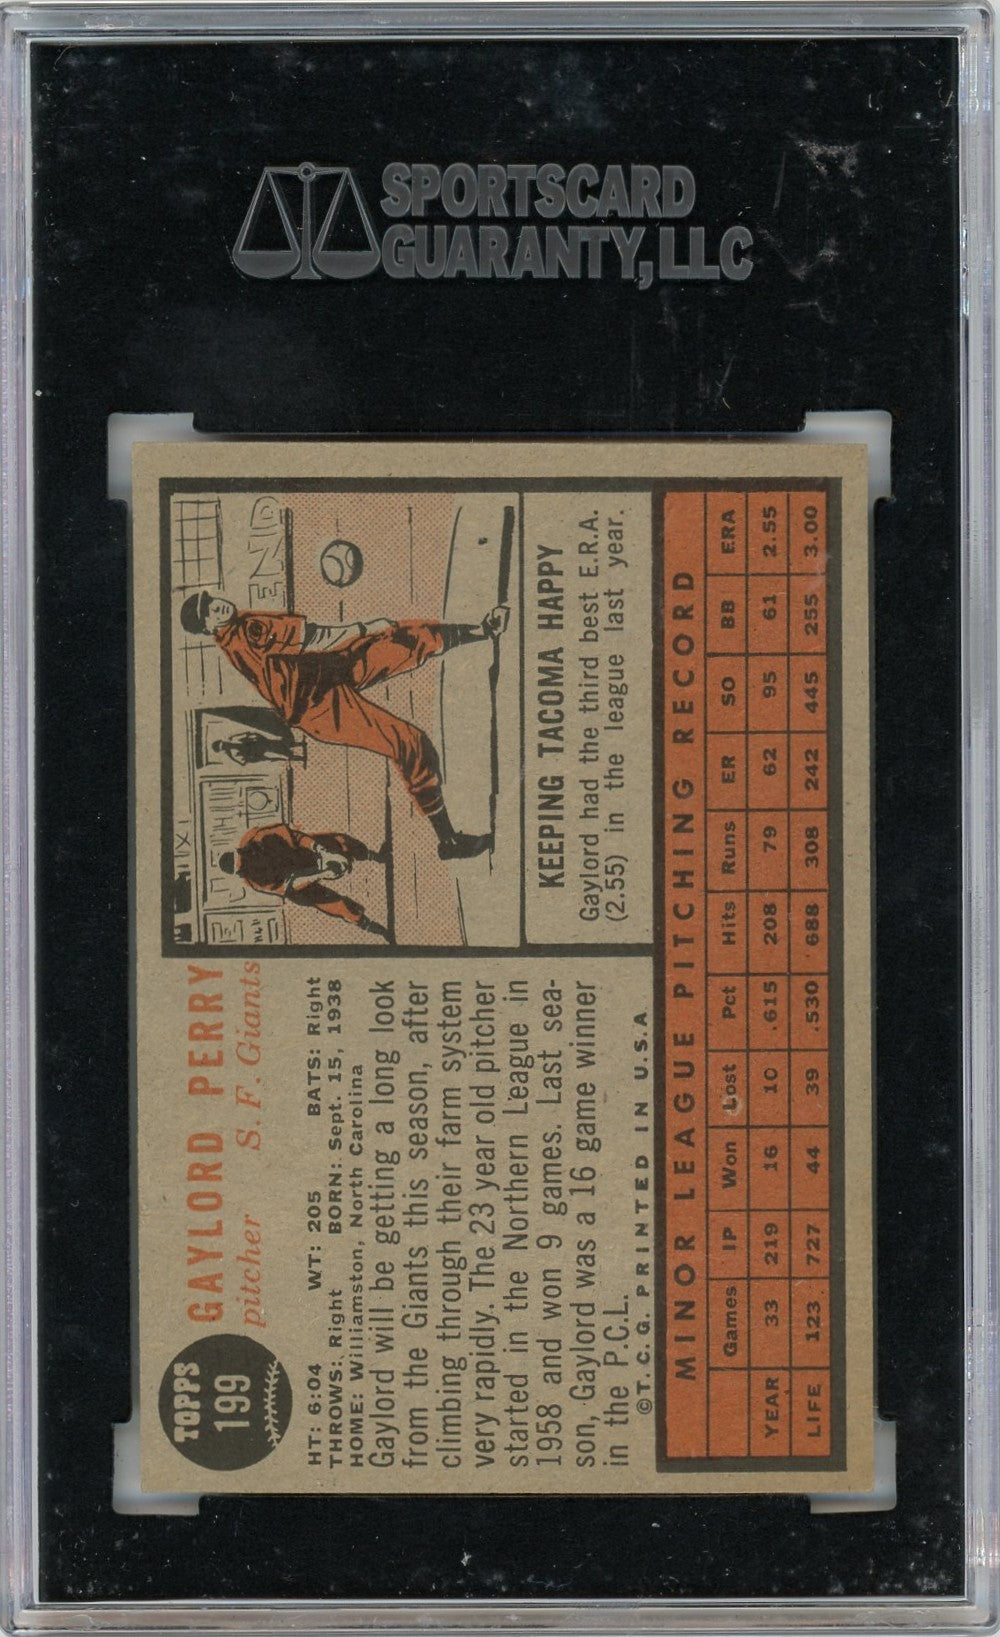 SPORTSCARD
GUARANTY, LLC
TOPPS
199
GAYLORD PERRY
pitcher S. F. Giants
HT: 6:04 WT: 205 BATS: Right
THROWS: Right BORN: Sept. 15, 1938
HOME: Williamston, North Carolina
Gaylord will be getting a long look
from the Giants this season, after
climbing through their farm system
very rapidly. The 23 year old pitcher
started in the Northern League in
1958 and won 9 games. Last sea-
son, Gaylord was a 16 game winner
in the P.C.L.
©T. C. G. PRINTED IN U.S.A.
END
KEEPING TACOMA HAPPY
Gaylord had the third best E.R.A.
(2.55) in the league last year.
MINOR LEAGUE PITCHING RECORD
Games IP Won Lost Pct Hits Runs ER SO BB ERA
YEAR 33 219 16 10 .615 208 79 62 95 61 2.55
LIFE 123 727 44 39 .530 688 308 242 445 255 3.00